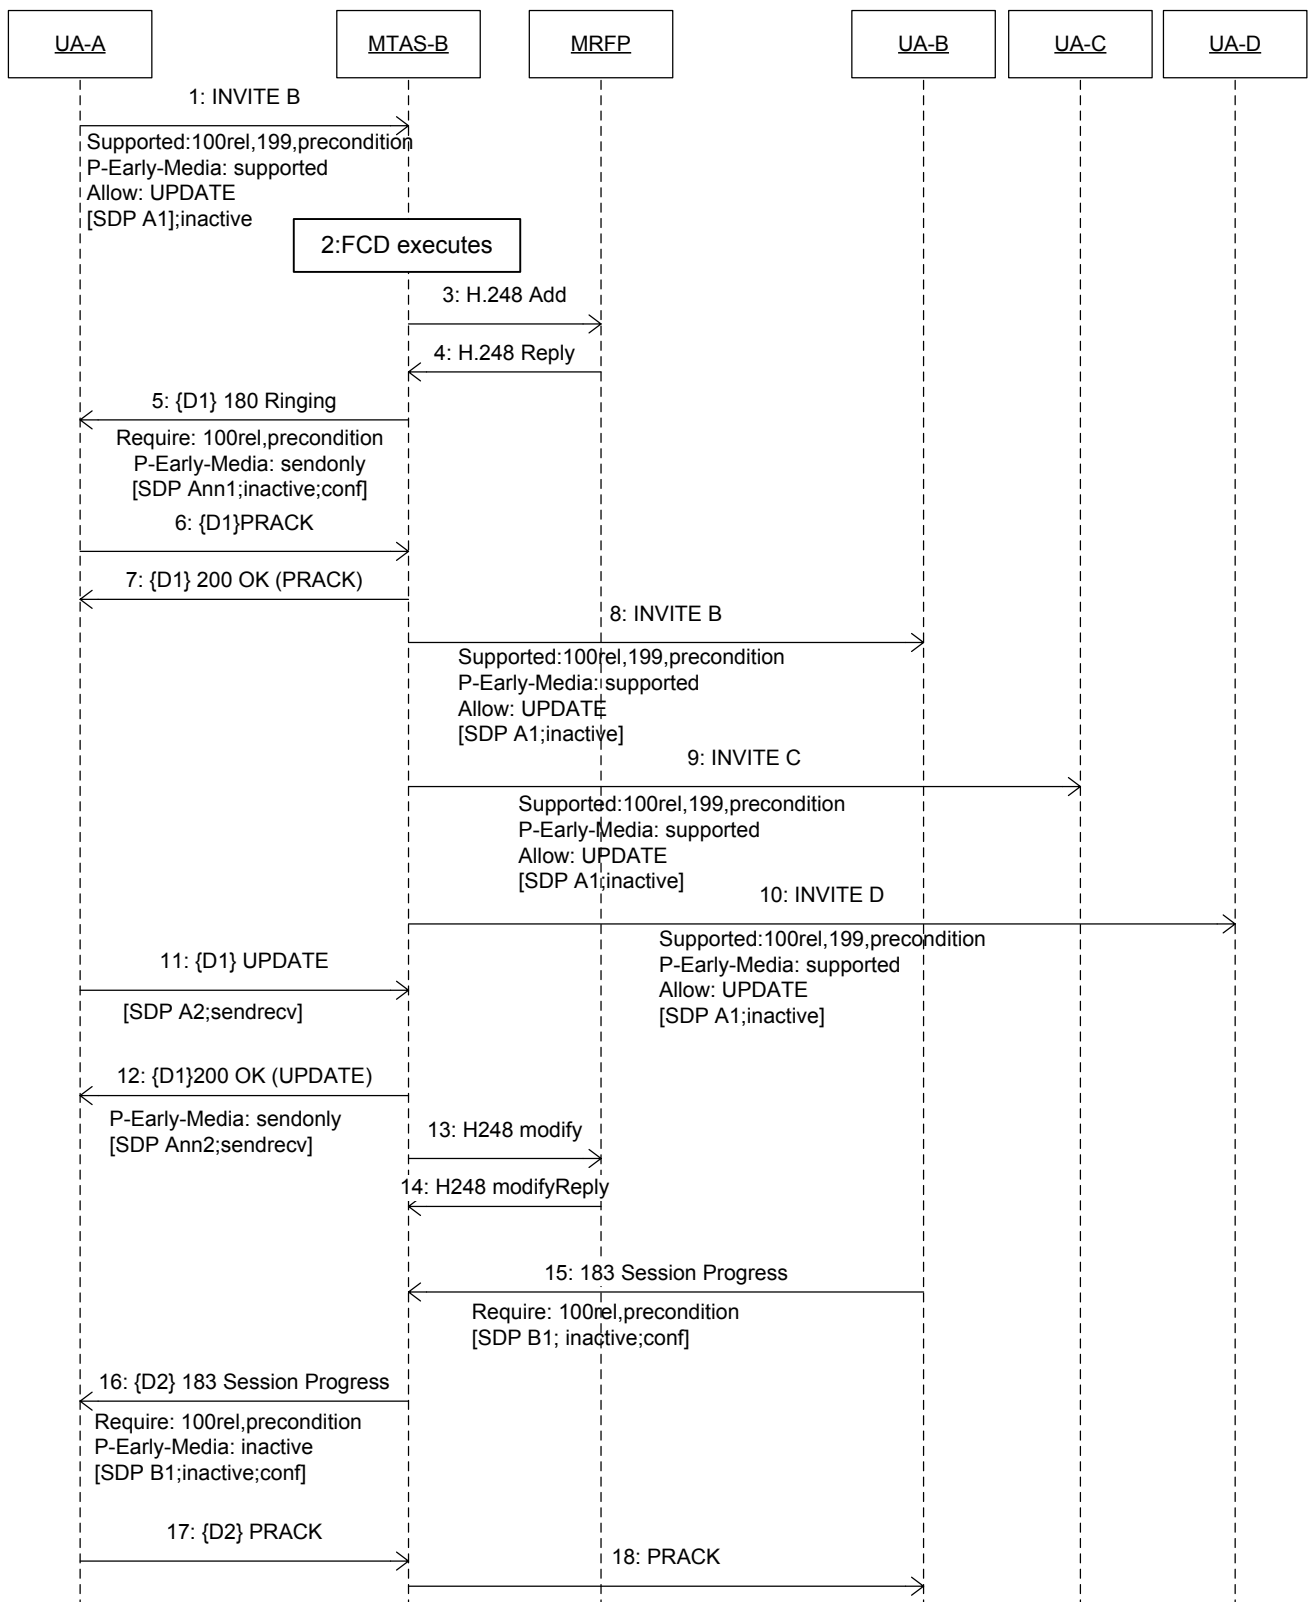 UA-A
MTAS-B
MRFP
UA-B
UA-C
UA-D
1: INVITE B
Supported:100rel,199,precondition
P-Early-Media: supported
Allow: UPDATE
[SDP A1];inactive
2:FCD executes
3: H.248 Add
4: H.248 Reply
5: {D1} 180 Ringing
Require: 100rel,precondition
P-Early-Media: sendonly
[SDP Ann1;inactive;conf]
6: {D1}PRACK
7: {D1} 200 OK (PRACK)
8: INVITE B
Supported:100rel,199,precondition
P-Early-Media: supported
Allow: UPDATE
[SDP A1;inactive]
9: INVITE C
Supported:100rel,199,precondition
P-Early-Media: supported
Allow: UPDATE
[SDP A1;inactive]
10: INVITE D
Supported:100rel,199,precondition
P-Early-Media: supported
Allow: UPDATE
[SDP A1;inactive]
11: {D1} UPDATE
[SDP A2;sendrecv]
12: {D1}200 OK (UPDATE)
P-Early-Media: sendonly
[SDP Ann2;sendrecv]
13: H248 modify
14: H248 modifyReply
15: 183 Session Progress
Require: 100rel,precondition
[SDP B1; inactive;conf]
16: {D2} 183 Session Progress
Require: 100rel,precondition
P-Early-Media: inactive
[SDP B1;inactive;conf]
17: {D2} PRACK
18: PRACK